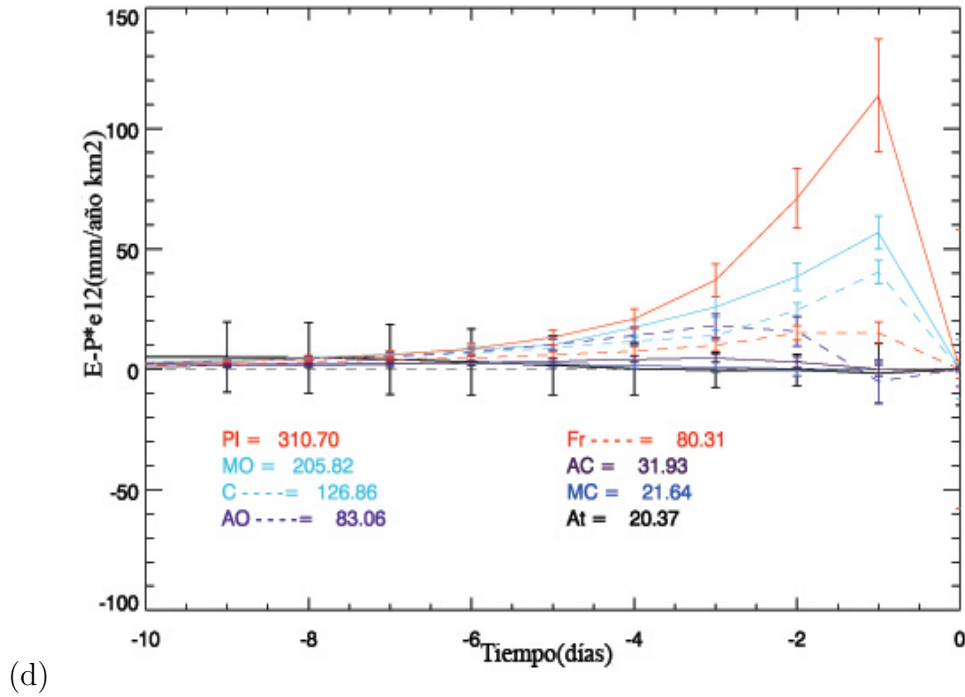 150
100
50
0
-50
-100
E-P*e12(mm/año km2)
PI = 310.70
MO = 205.82
C ----= 126.86
AO ----= 83.06
Fr ----- = 80.31
AC = 31.93
MC = 21.64
At = 20.37
-10
-8
-6
-4
-2
0
Tiempo(días)
(d)